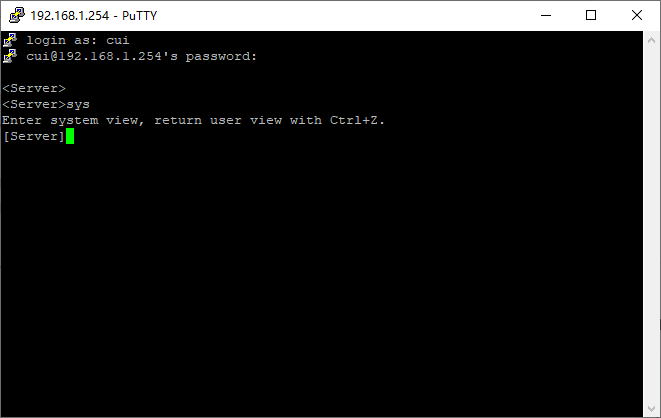 192.168.1.254 - PuTTY
login as: cui
cui@192.168.1.254's password:
<Server>
<Server>sys
Enter system view, return user view with Ctrl+Z.
[Server]